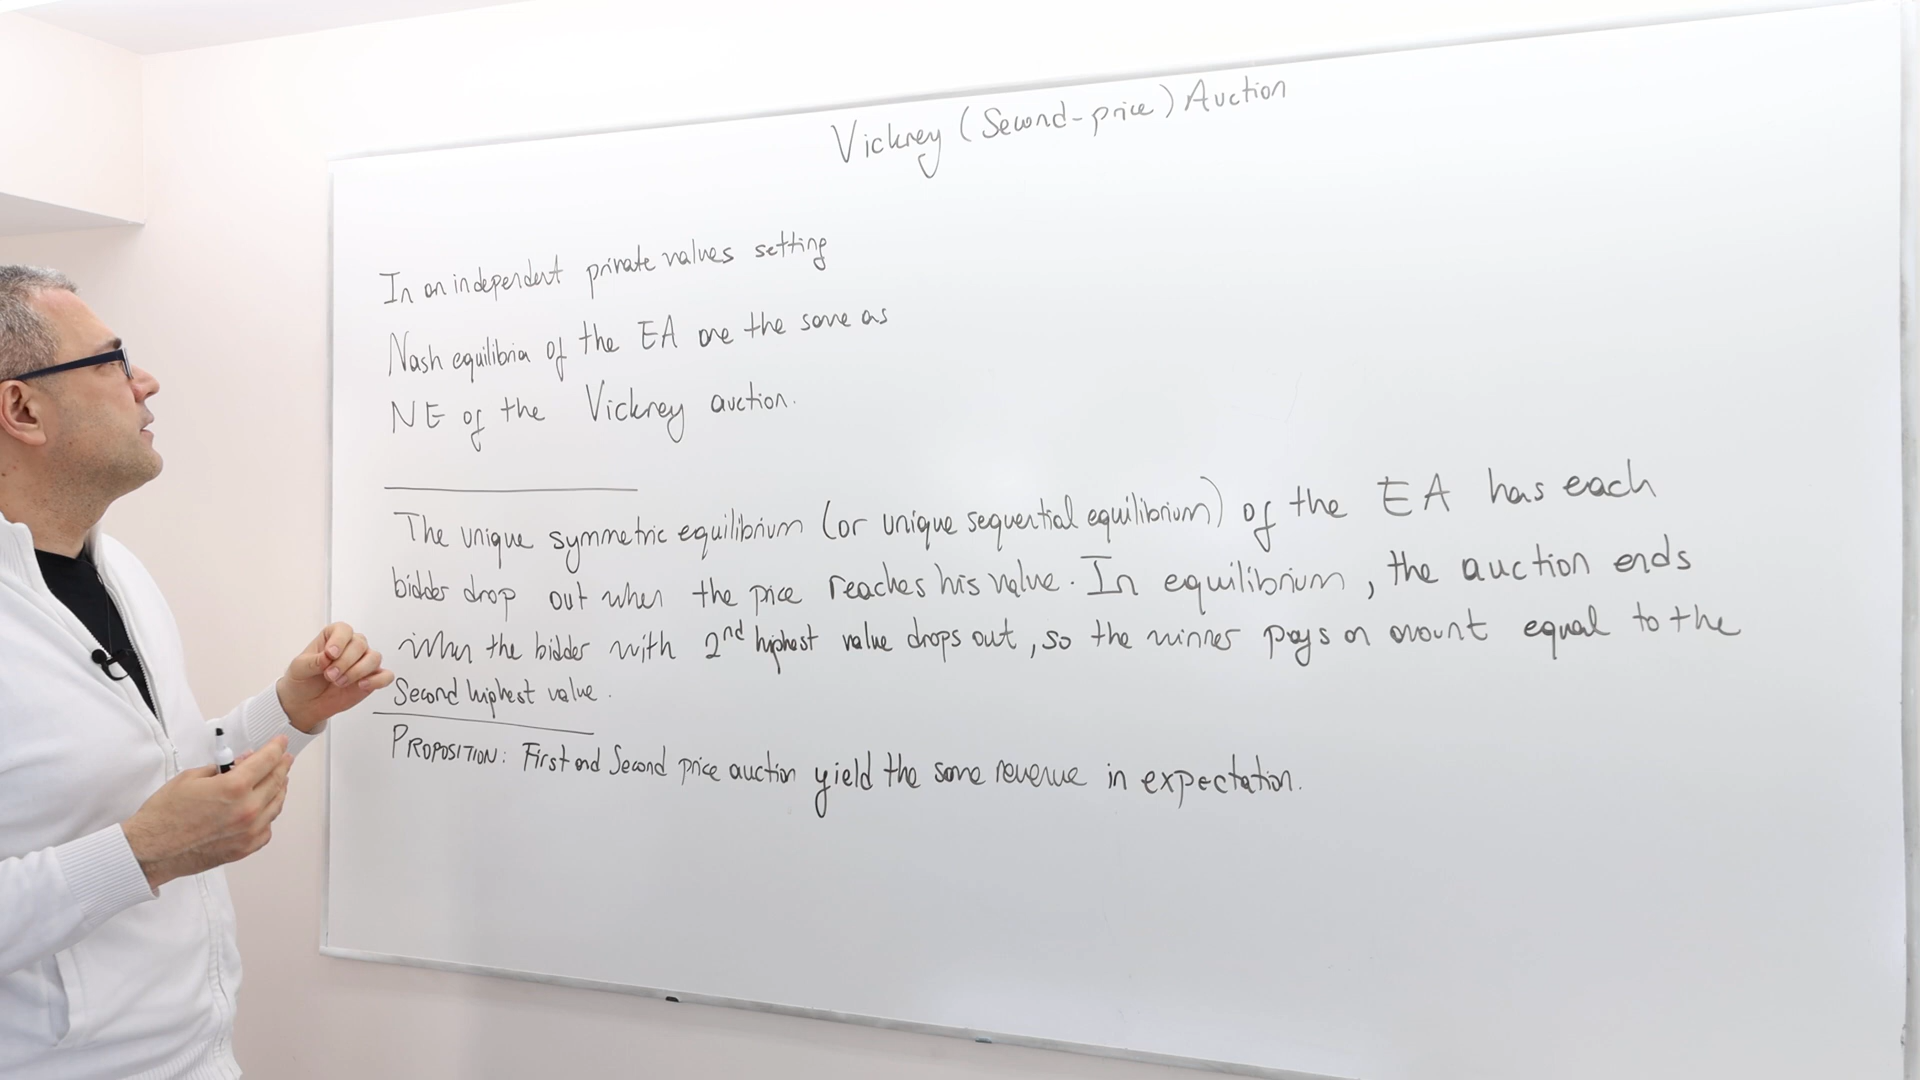 Vickrey (Second-price) Auction
In an independent private values setting
Nash equilibria of the EA are the same as
NE of the Vickrey auction.
The unique symmetric equilibrium (or unique sequential equilibrium) of the EA has each
bidder drop out when the price reaches his value. In equilibrium, the auction ends
when the bidder with 2nd highest value drops out, so the winner pays an amount equal to the
Second highest value.
PROPOSITION: First and Second price auction yield the same revenue in expectation.